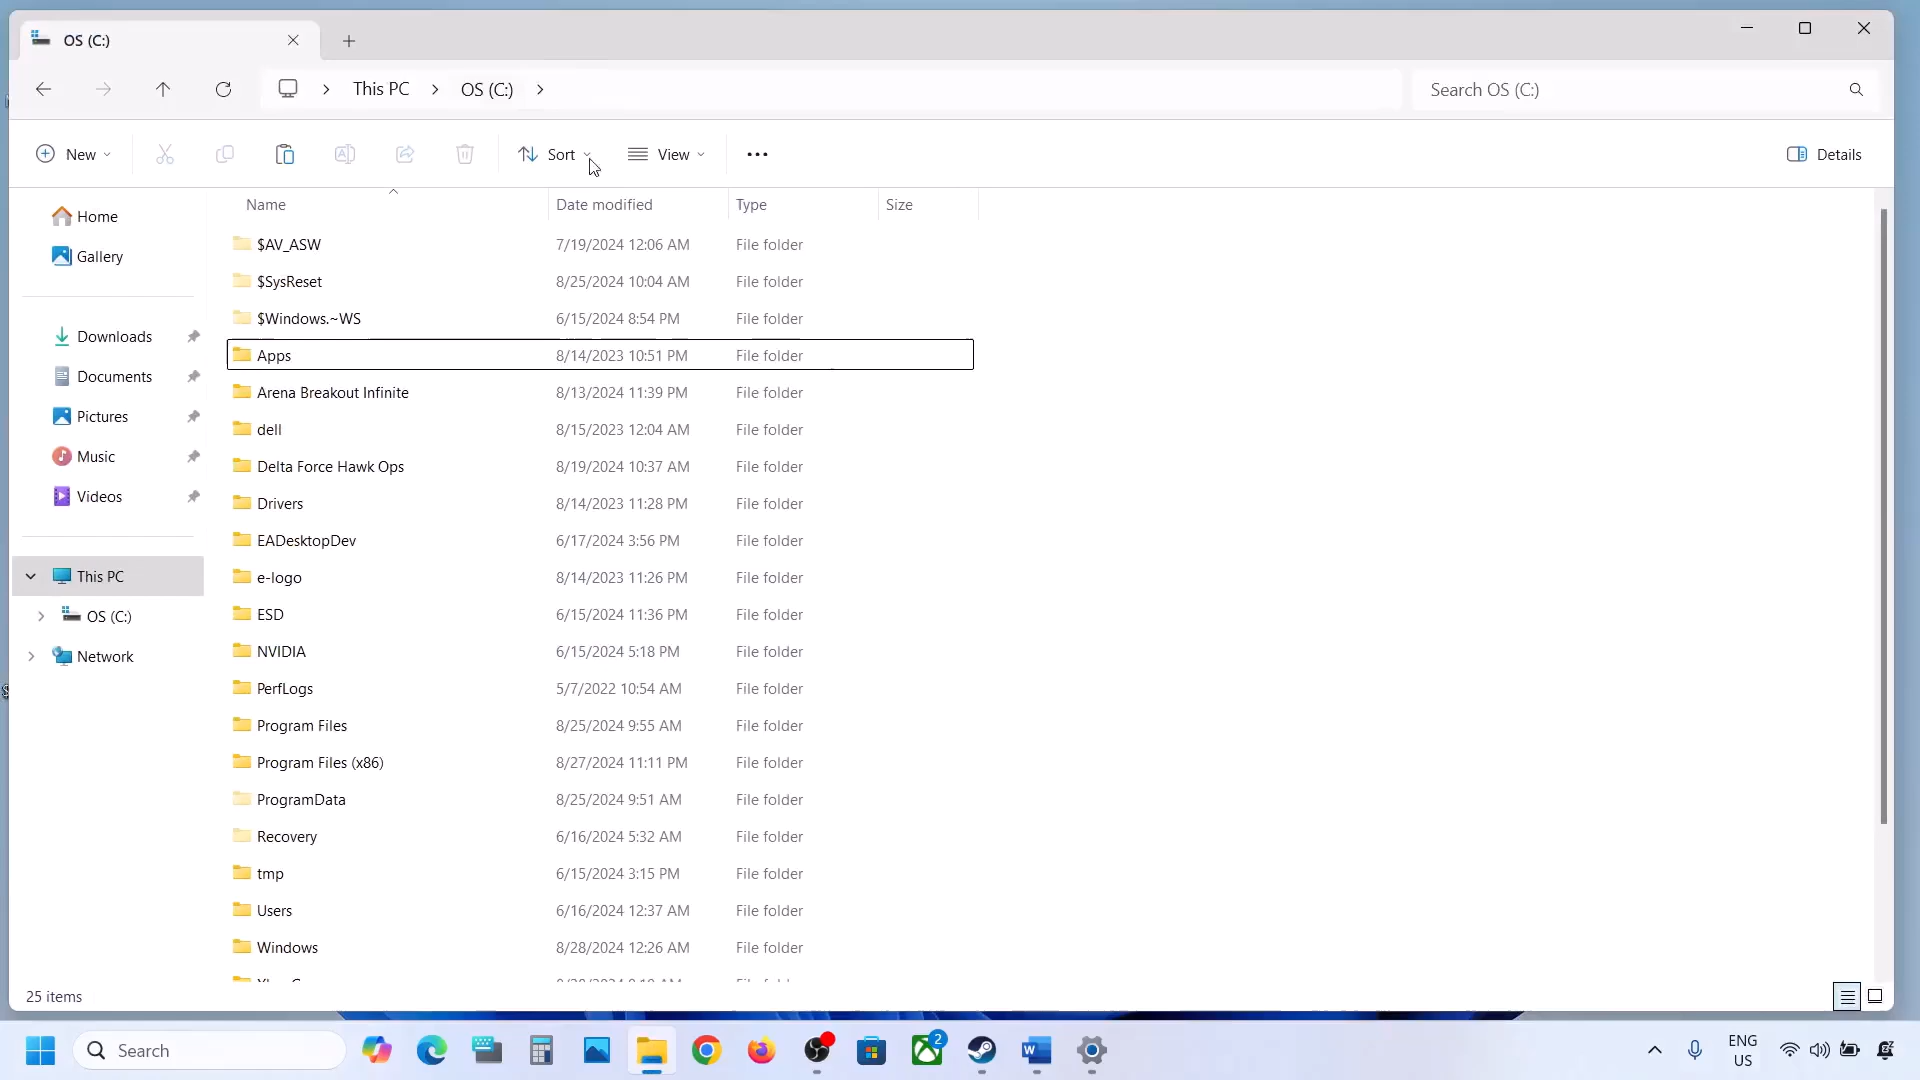 OS (C:)
This PC
OS (C:)
Search OS (C:)
New
Sort
View
Details
Name
Date modified
Type
Size
Home
Gallery
Downloads
Documents
Pictures
Music
Videos
This PC
OS (C:)
Network
$AV_ASW 7/19/2024 12:06 AM File folder
$SysReset 8/25/2024 10:04 AM File folder
$Windows.~WS 6/15/2024 8:54 PM File folder
Apps 8/14/2023 10:51 PM File folder
Arena Breakout Infinite 8/13/2024 11:39 PM File folder
dell 8/15/2023 12:04 AM File folder
Delta Force Hawk Ops 8/19/2024 10:37 AM File folder
Drivers 8/14/2023 11:28 PM File folder
EADesktopDev 6/17/2024 3:56 PM File folder
e-logo 8/14/2023 11:26 PM File folder
ESD 6/15/2024 11:36 PM File folder
NVIDIA 6/15/2024 5:18 PM File folder
PerfLogs 5/7/2022 10:54 AM File folder
Program Files 8/25/2024 9:55 AM File folder
Program Files (x86) 8/27/2024 11:11 PM File folder
ProgramData 8/25/2024 9:51 AM File folder
Recovery 6/16/2024 5:32 AM File folder
tmp 6/15/2024 3:15 PM File folder
Users 6/16/2024 12:37 AM File folder
Windows 8/28/2024 12:26 AM File folder
25 items
Search
2
ENG
US